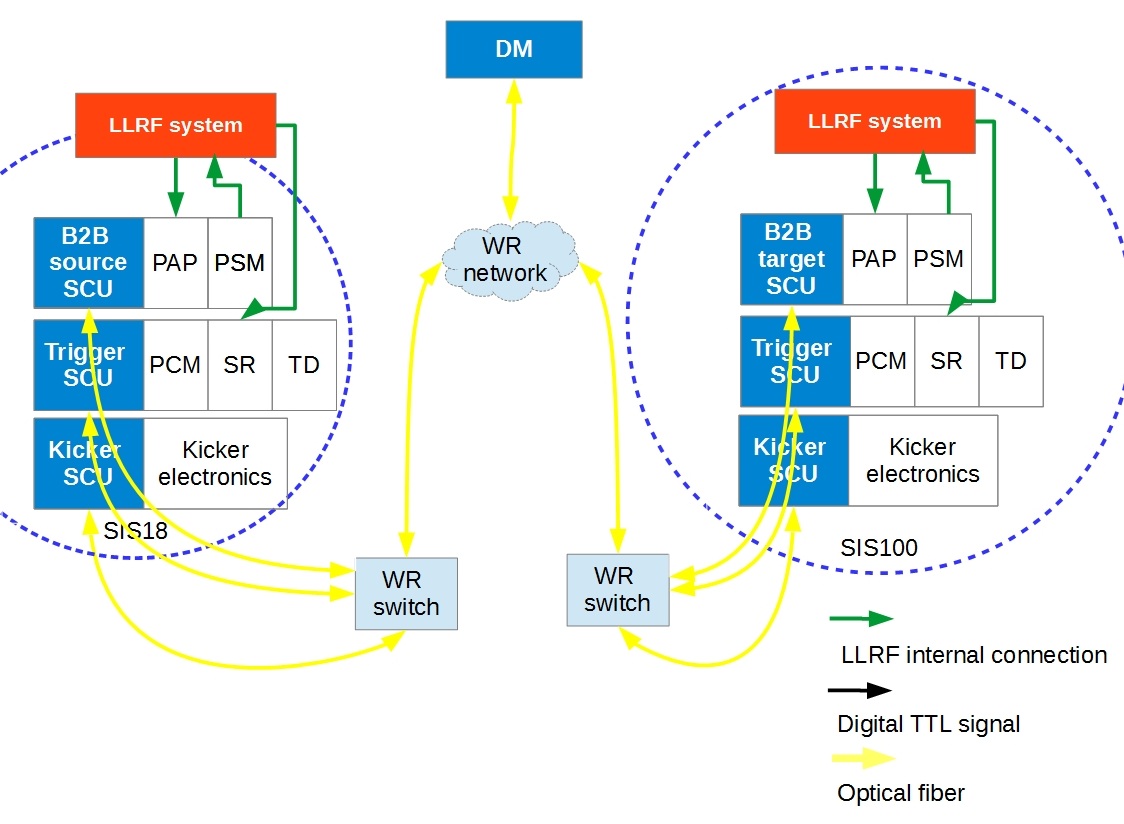 DM
LLRF system
LLRF system
WR
network
B2B
source
SCU
PAP
PSM
Trigger
SCU
PCM
SR
TD
Kicker
SCU
Kicker
electronics
SIS18
B2B
target
SCU
PAP
PSM
Trigger
SCU
PCM
SR
TD
Kicker
SCU
Kicker
electronics
SIS100
WR
switch
WR
switch
LLRF internal connection
Digital TTL signal
Optical fiber